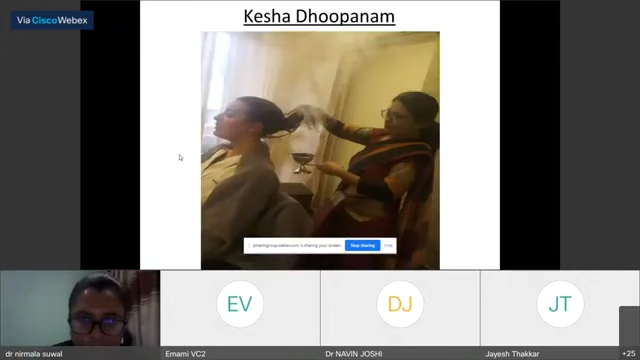 Via CiscoWebex
Kesha Dhoopanam
Stop sharing
Hide
EV
DJ
JT
dr nirmala suwal
Emami VC2
Dr NAVIN JOSHI
Jayesh Thakkar
+25